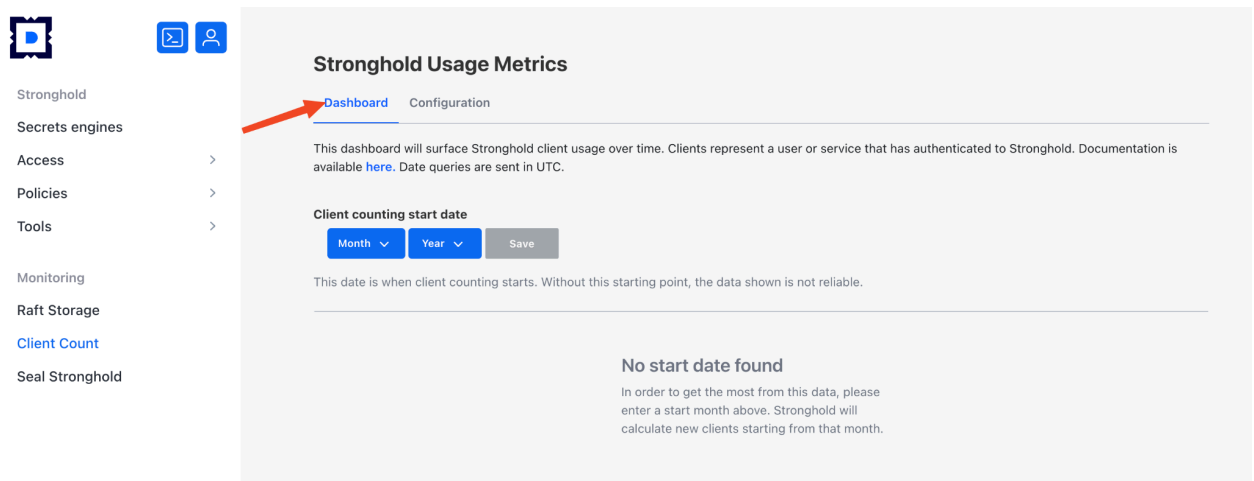 Stronghold
Secrets engines
Access
Policies
Tools
Monitoring
Raft Storage
Client Count
Seal Stronghold
Stronghold Usage Metrics
Dashboard Configuration
This dashboard will surface Stronghold client usage over time. Clients represent a user or service that has authenticated to Stronghold. Documentation is
available here. Date queries are sent in UTC.
Client counting start date
Month Year Save
This date is when client counting starts. Without this starting point, the data shown is not reliable.
No start date found
In order to get the most from this data, please
enter a start month above. Stronghold will
calculate new clients starting from that month.